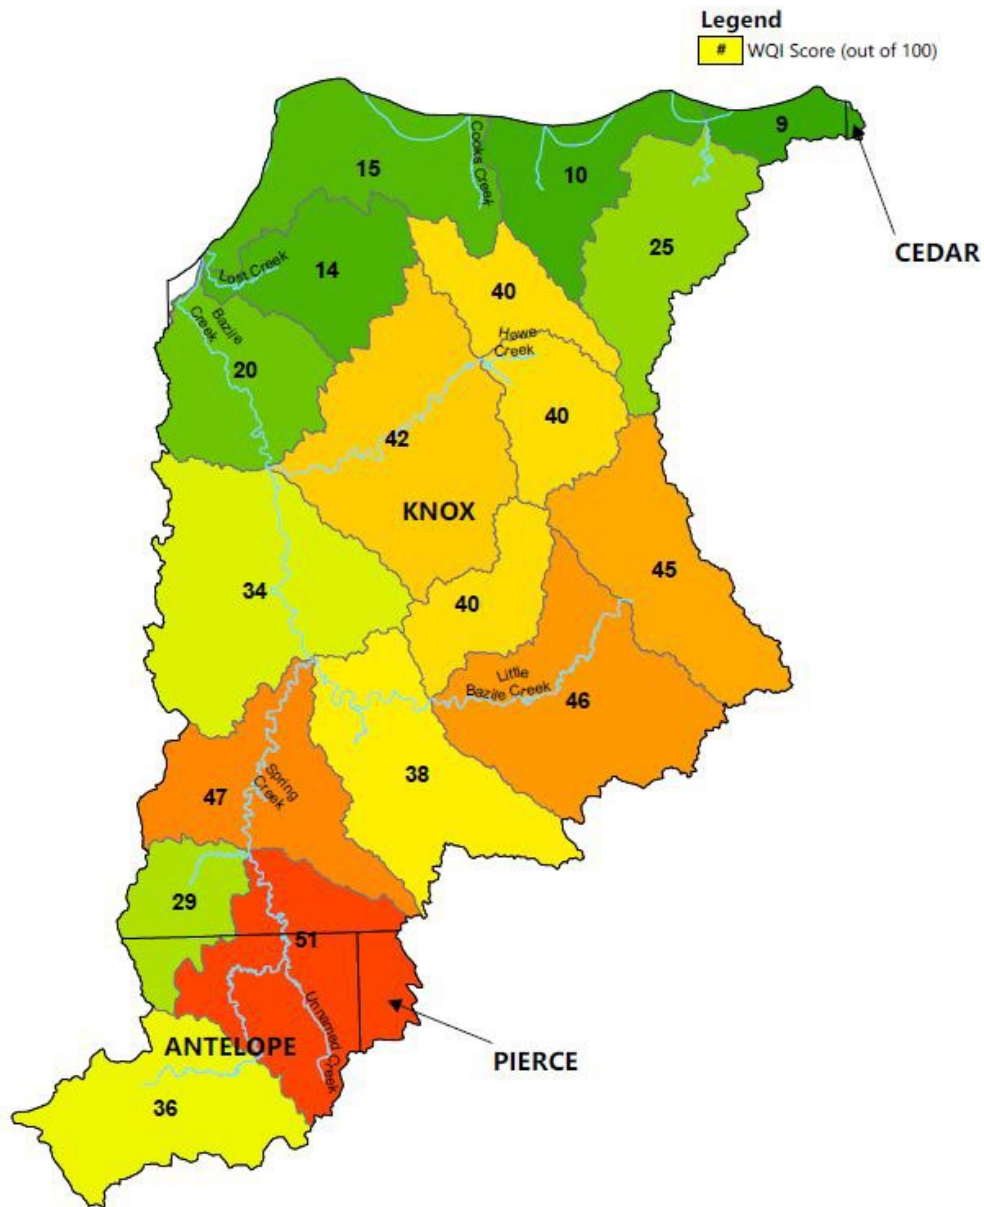 Legend
# WQI Score (out of 100)
9
15
Cooks Creek
10
CEDAR
25
Lost Creek
14
40
Bazile
Creek
Howe
Creek
20
40
42
KNOX
45
34
40
Little
Bazile Creek
46
38
Spring
Creek
47
29
51
Unnamed Creek
ANTELOPE
PIERCE
36